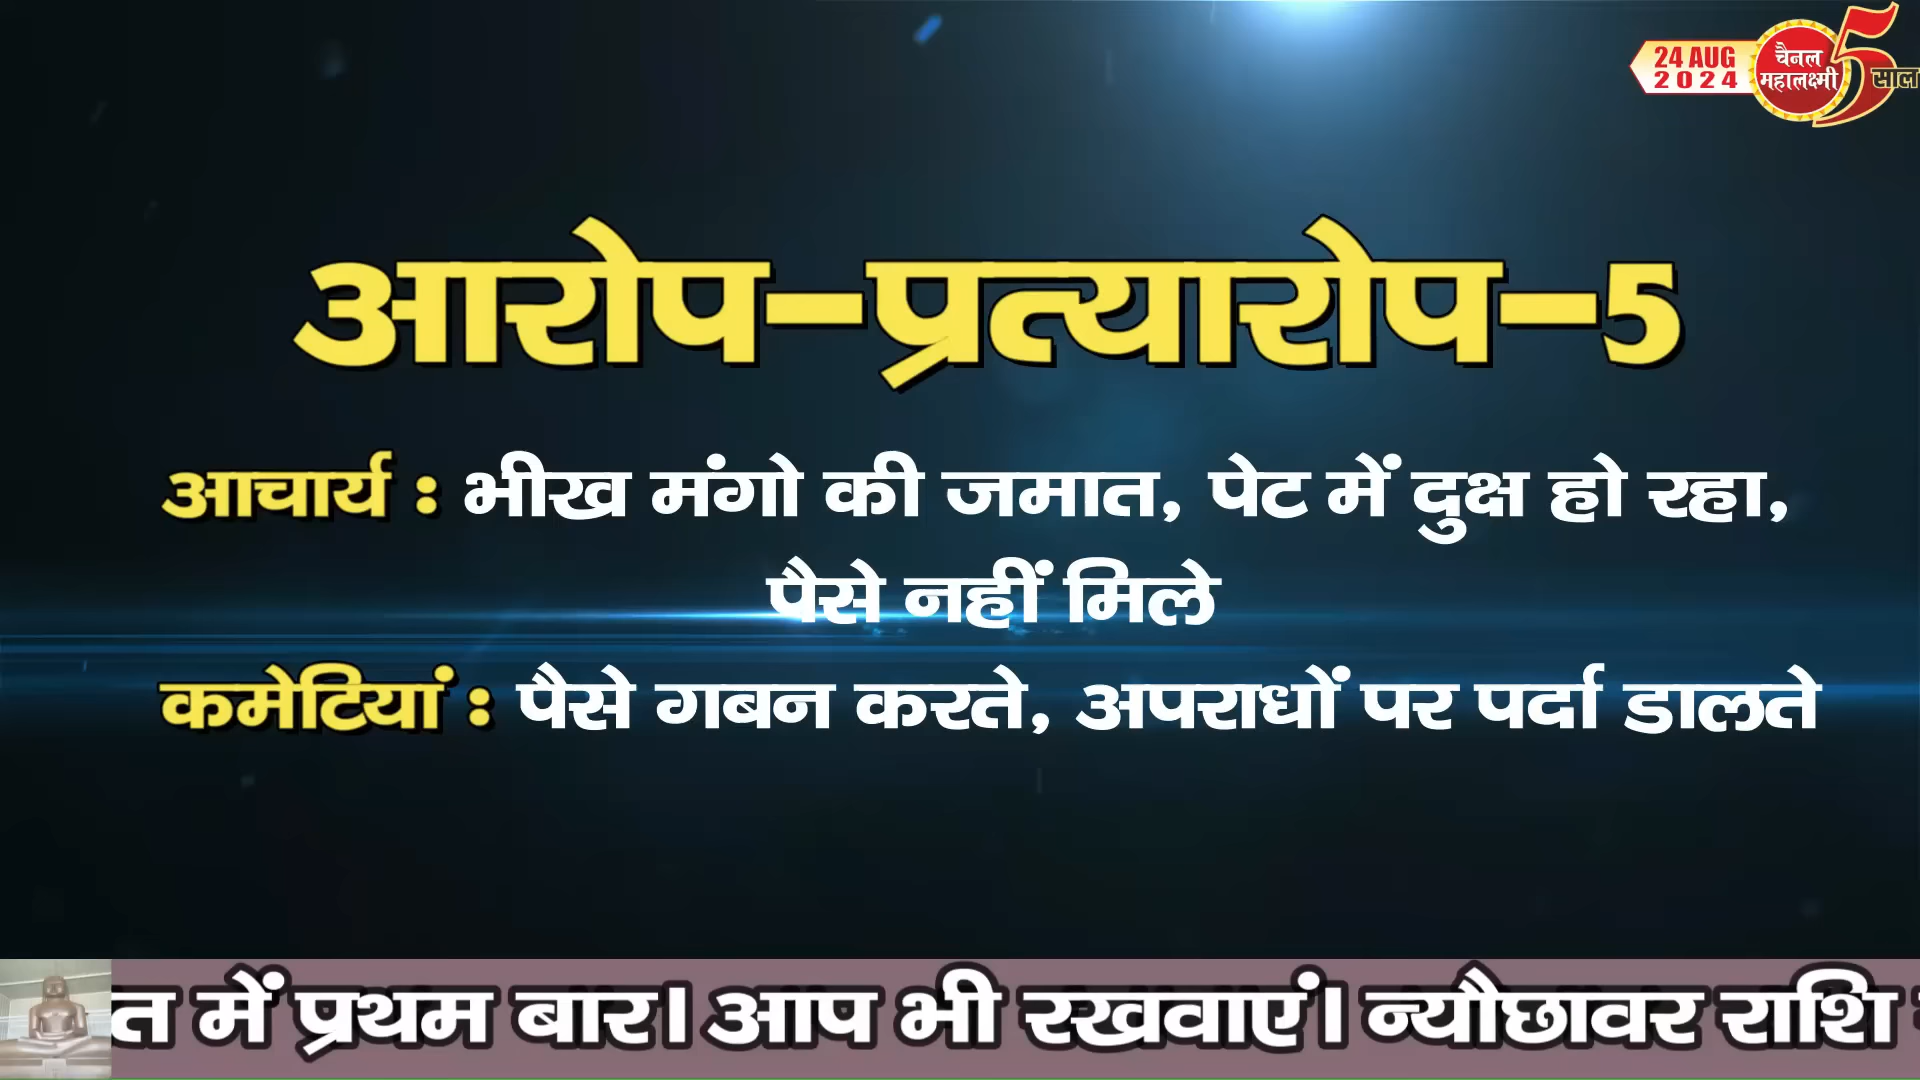 24 AUG
2024
चैनल
महालक्ष्मी
5
साल
आरोप-प्रत्यारोप-5
आचार्य : भीख मंगो की जमात, पेट में दुक्ष हो रहा,
पैसे नहीं मिले
कमेटियां : पैसे गबन करते, अपराधों पर पर्दा डालते
त में प्रथम बार। आप भी रखवाएं। न्यौछावर राशि